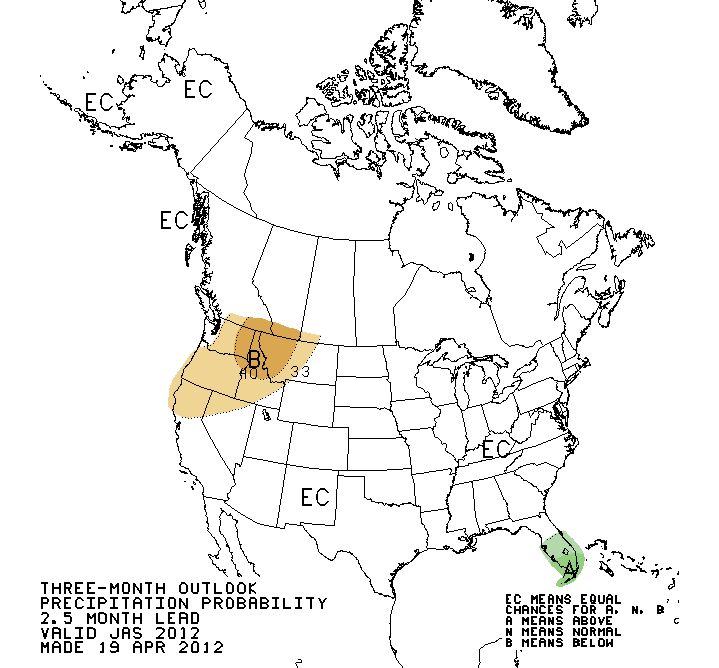 EC
EC
EC
B
40
33
EC
EC
A
THREE-MONTH OUTLOOK
PRECIPITATION PROBABILITY
2.5 MONTH LEAD
VALID JAS 2012
MADE 19 APR 2012
EC MEANS EQUAL
CHANCES FOR A, N, B
A MEANS ABOVE
N MEANS NORMAL
B MEANS BELOW